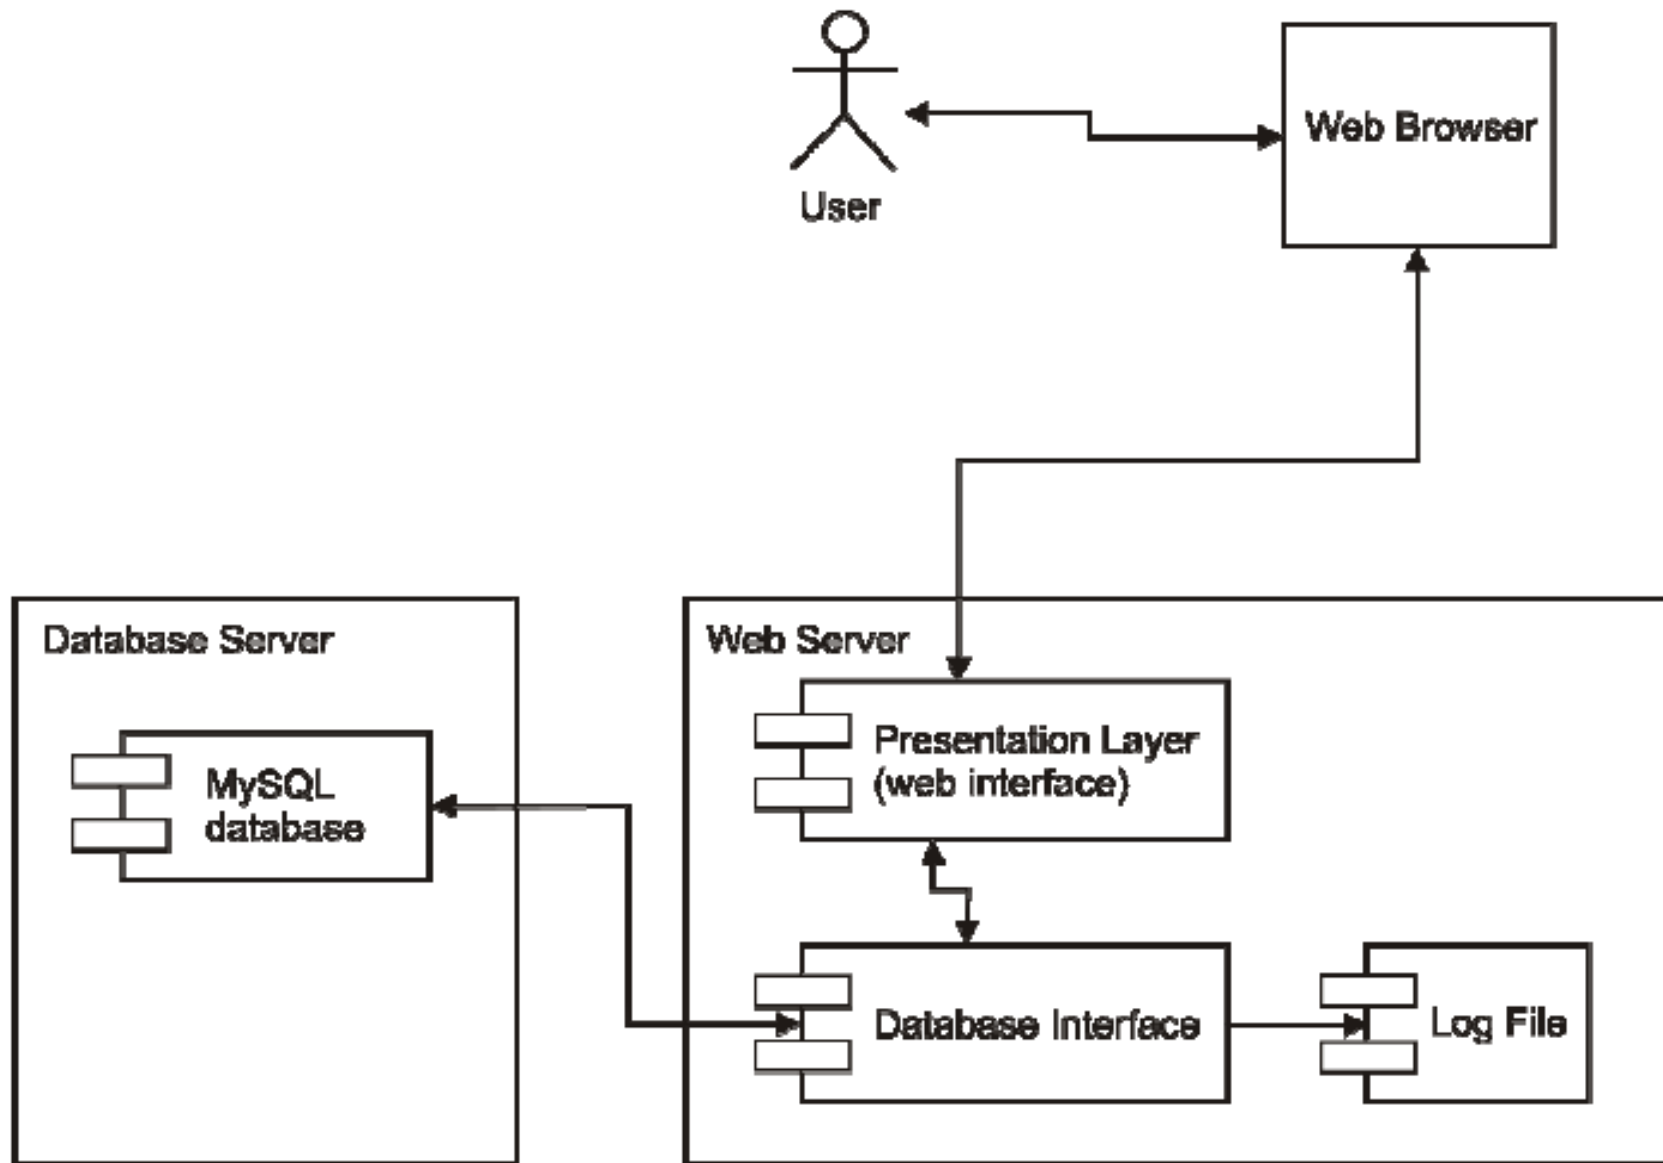 User
Web Browser
Database Server
MySQL
database
Web Server
Presentation Layer
(web interface)
Database Interface
Log File